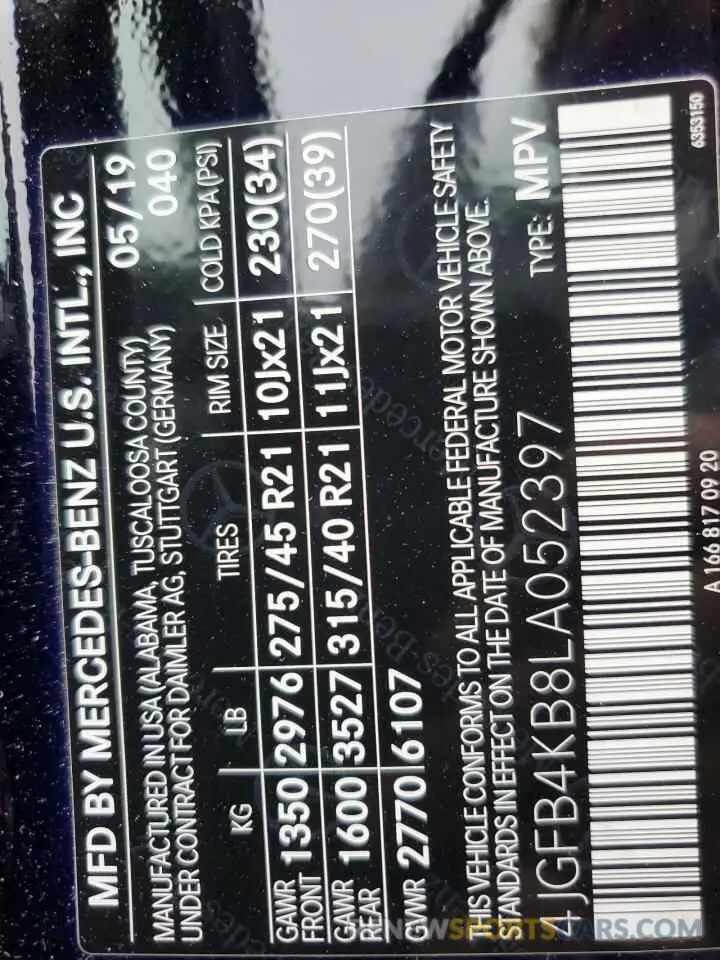 MFD BY MERCEDES-BENZ U.S. INTL., INC
MANUFACTURED IN USA (ALABAMA, TUSCALOOSA COUNTY) 05/19
UNDER CONTRACT FOR DAIMLER AG, STUTTGART (GERMANY) 040
KG LB TIRES RIM SIZE COLD KPA (PSI)
GAWR FRONT 1350 2976 275/45 R21 10Jx21 230(34)
GAWR REAR 1600 3527 315/40 R21 11Jx21 270(39)
GVWR 2770 6107
THIS VEHICLE CONFORMS TO ALL APPLICABLE FEDERAL MOTOR VEHICLE SAFETY
STANDARDS IN EFFECT ON THE DATE OF MANUFACTURE SHOWN ABOVE.
4JGFB4KB8LA052397 TYPE: MPV
A 166 817 09 20 6353150
RENEWSPORTSCARS.COM